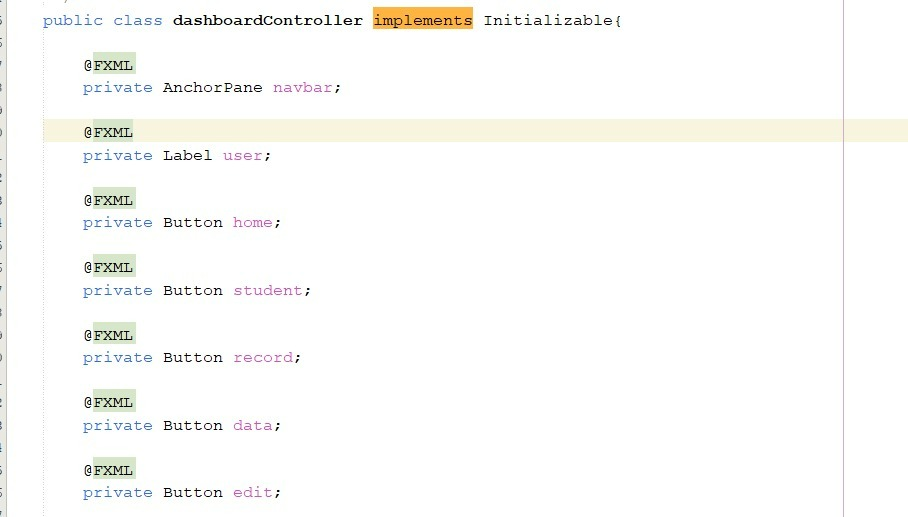 public class dashboardController implements Initializable{
@FXML
private AnchorPane navbar;
@FXML
private Label user;
@FXML
private Button home;
@FXML
private Button student;
@FXML
private Button record;
@FXML
private Button data;
@FXML
private Button edit;